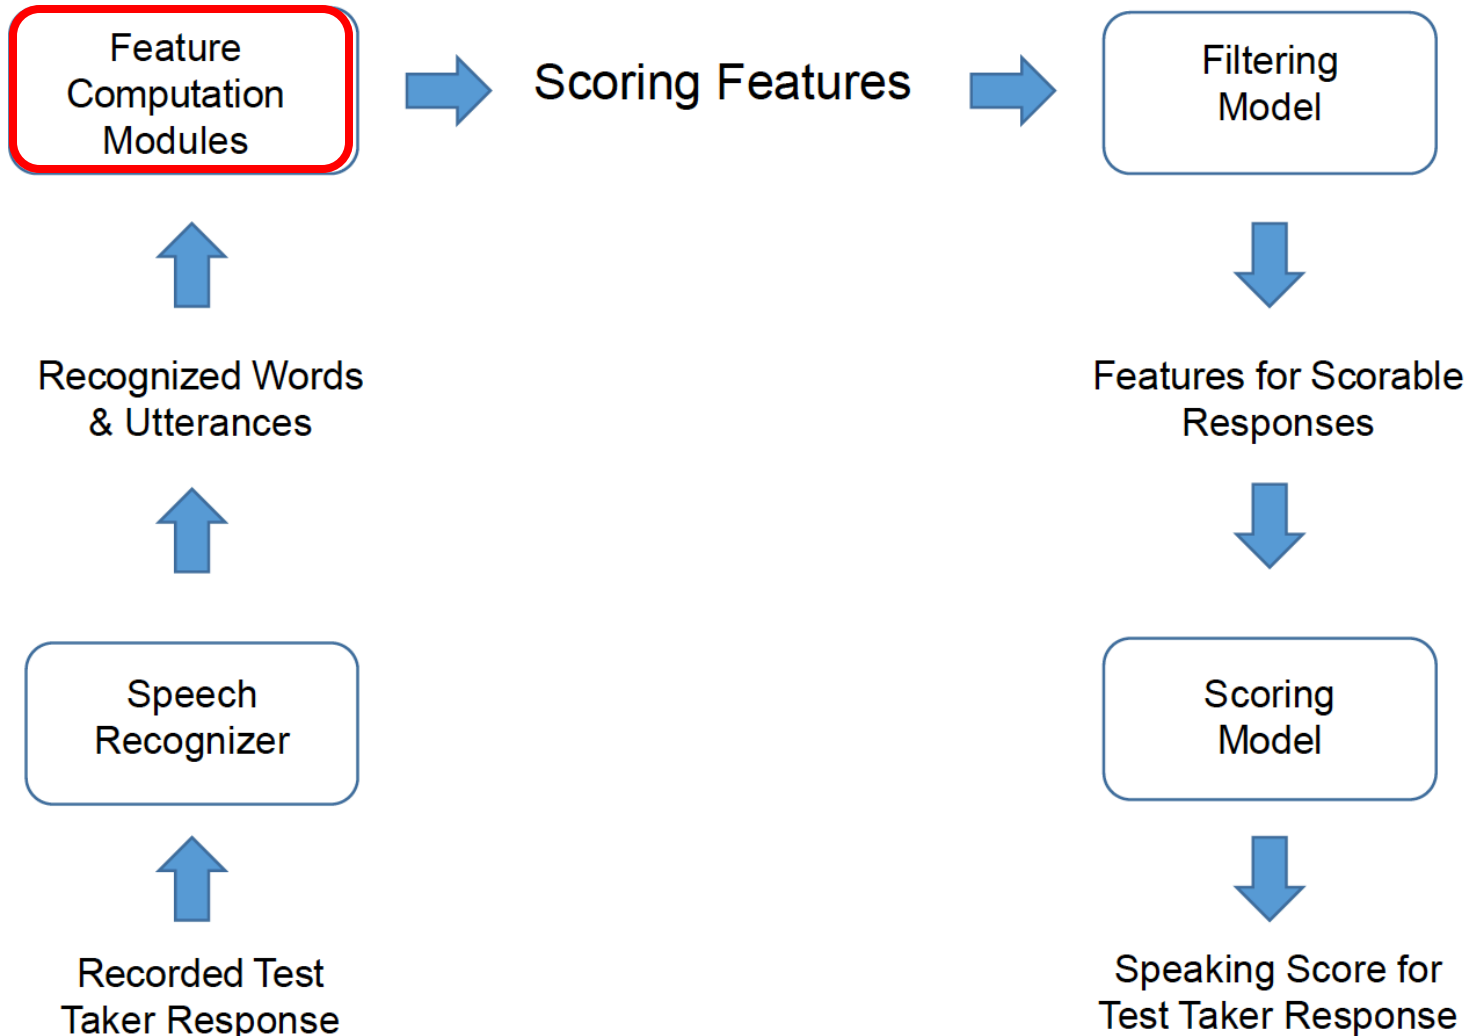 Feature
Computation
Modules
Scoring Features
Filtering
Model
Recognized Words
& Utterances
Features for Scorable
Responses
Speech
Recognizer
Scoring
Model
Recorded Test
Taker Response
Speaking Score for
Test Taker Response